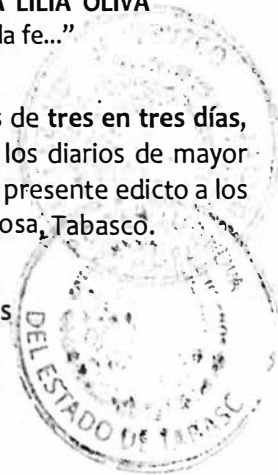 LILIA OLIVA
da fe..."
s de tres en tres días,
los diarios de mayor
presente edicto a los
osa, Tabasco.
s
DEL ESTADO DE TABASC